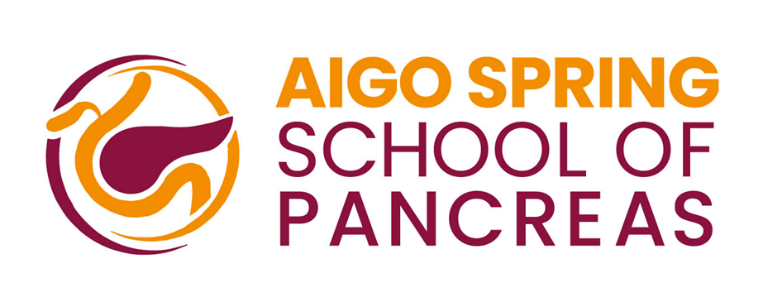 AIGO SPRING
SCHOOL OF
PANCREAS